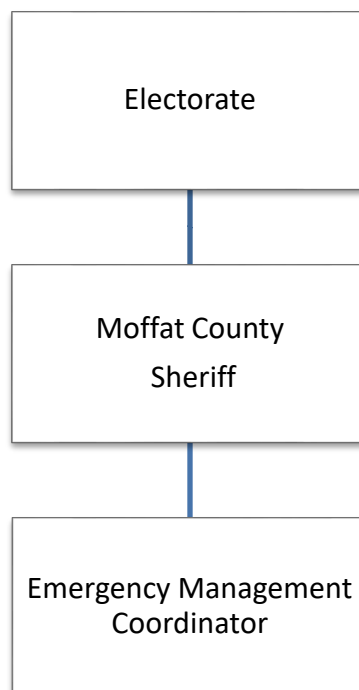 Electorate
Moffat County
Sheriff
Emergency Management
Coordinator